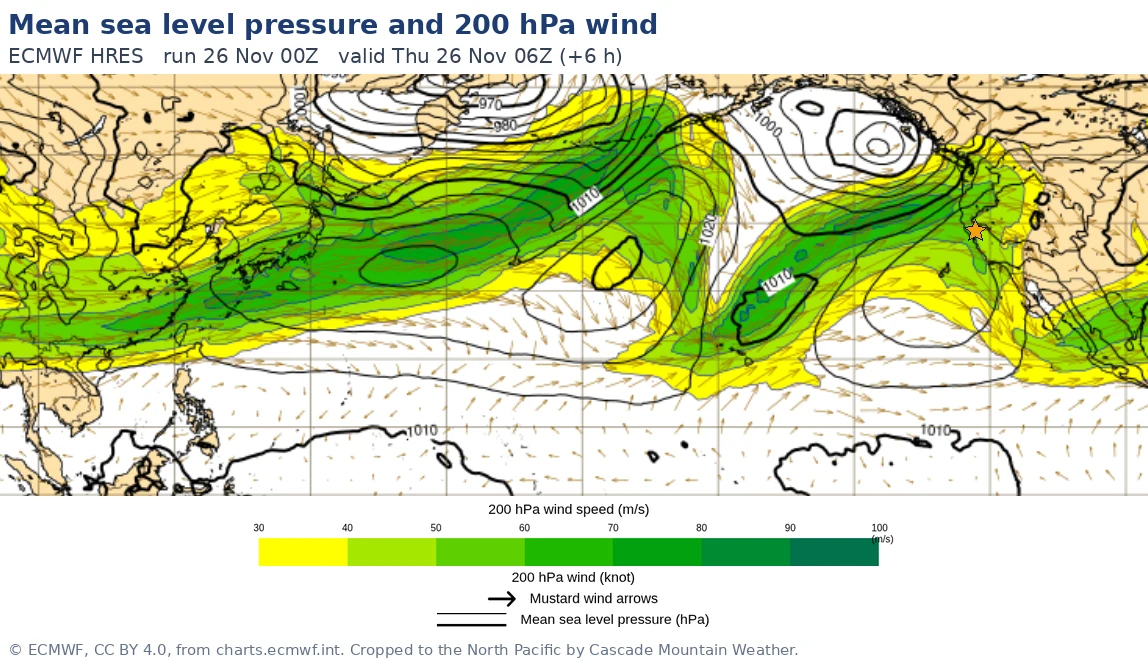 Mean sea level pressure and 200 hPa wind
ECMWF HRES run 26 Nov 00Z valid Thu 26 Nov 06Z (+6 h)
1000
970
980
1000
1010
1020
1010
1010
1010
200 hPa wind speed (m/s)
30 40 50 60 70 80 90 100
(m/s)
200 hPa wind (knot)
Mustard wind arrows
Mean sea level pressure (hPa)
© ECMWF, CC BY 4.0, from charts.ecmwf.int. Cropped to the North Pacific by Cascade Mountain Weather.